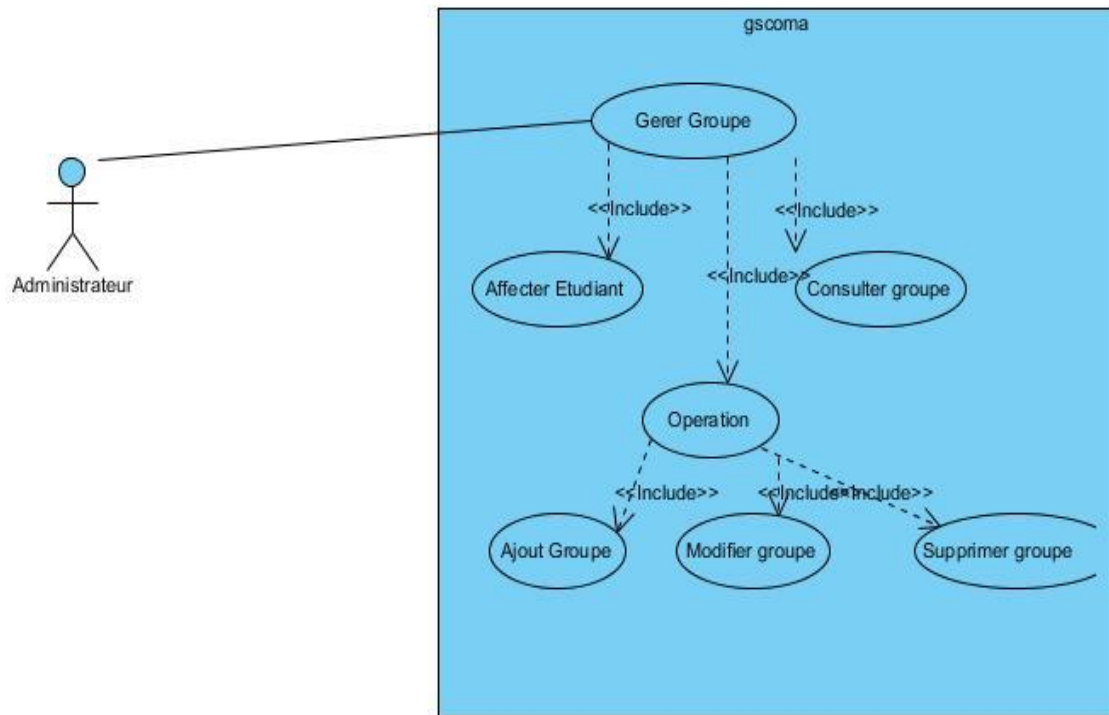 gscoma
Gerer Groupe
<<Include>>
<<Include>>
Administrateur
Affecter Etudiant
<<Include>>
Consulter groupe
Operation
<<Include>>
<<Include>>
<<Include>>
Ajout Groupe
Modifier groupe
Supprimer groupe